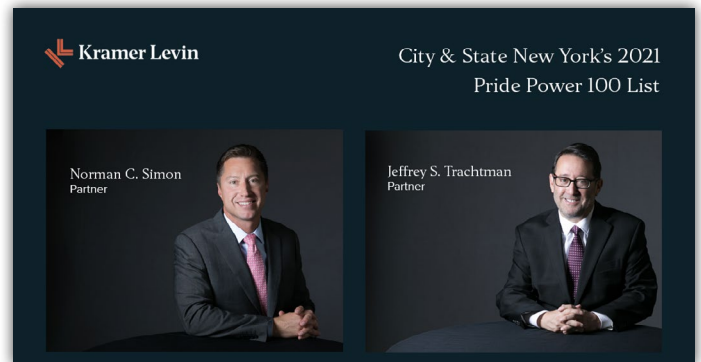 Kramer Levin
City & State New York's 2021
Pride Power 100 List
Norman C. Simon
Partner
Jeffrey S. Trachtman
Partner